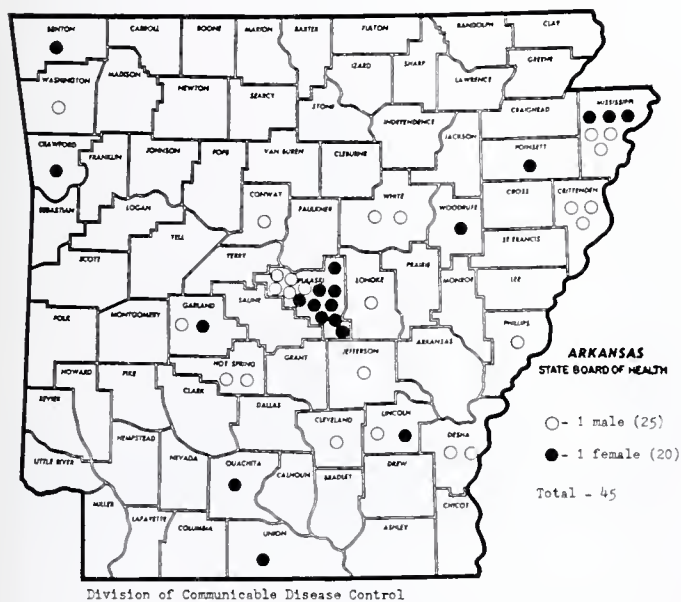 BENTON
CARROLL
BOONE
MARION
BAXTER
FULTON
RANDOLPH
CLAY
IZARD
SHARP
GREENE
WASHINGTON
MADISON
NEWTON
SEARCY
STONE
LAWRENCE
INDEPENDENCE
JACKSON
CRAIGHEAD
MISSISSIPPI
POINSETT
CRAWFORD
FRANKLIN
JOHNSON
POPE
VAN BUREN
CLEBURNE
CONWAY
WHITE
WOODRUFF
CROSS
CRITTENDEN
SEBASTIAN
LOGAN
FAULKNER
ST FRANCIS
YELL
SCOTT
PERRY
PULASKI
LONOKE
PRAIRIE
MONROE
LEE
SALINE
GARLAND
POLK
MONTGOMERY
PHILLIPS
HOT SPRING
GRANT
JEFFERSON
ARKANSAS
HOWARD
PIKE
CLARK
SEVIER
DALLAS
CLEVELAND
LINCOLN
DESHA
HEMPSTEAD
NEVADA
OUACHITA
LITTLE RIVER
CALHOUN
BRADLEY
DREW
MILLER
LAFAYETTE
COLUMBIA
UNION
ASHLEY
CHICOT
ARKANSAS
STATE BOARD OF HEALTH
- 1 male (25)
- 1 female (20)
Total - 45
Division of Communicable Disease Control